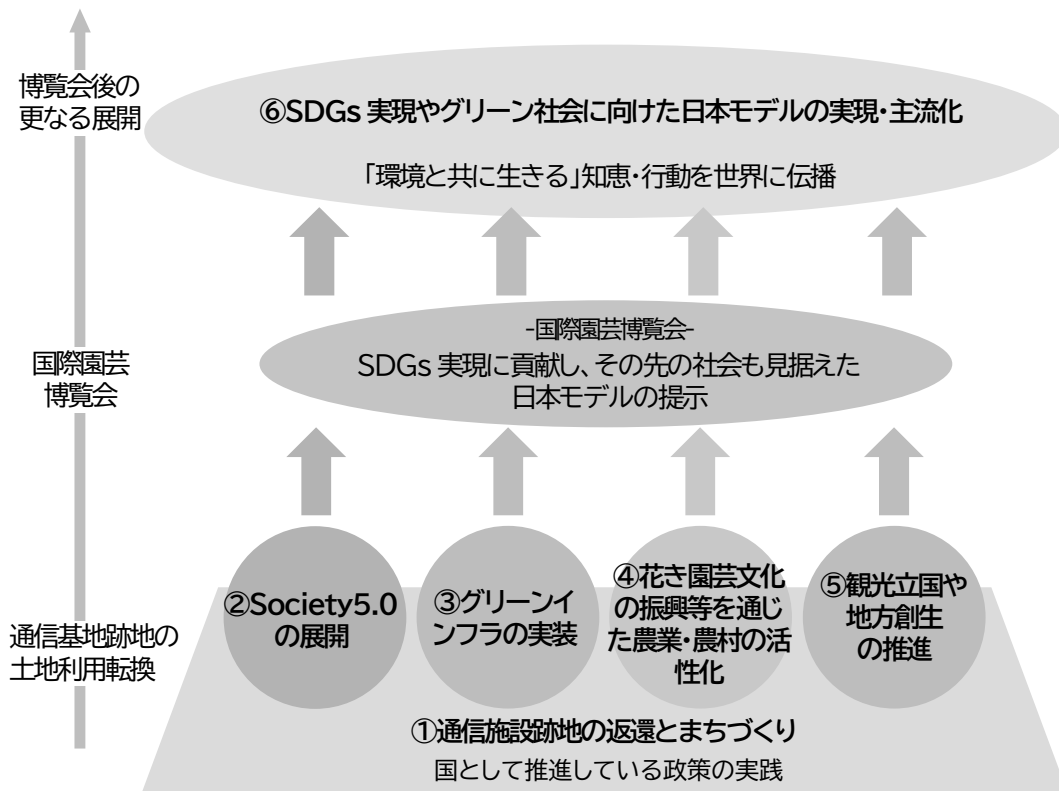 博覧会後の
更なる展開
⑥SDGs 実現やグリーン社会に向けた日本モデルの実現・主流化
「環境と共に生きる」知恵・行動を世界に伝播
国際園芸
博覧会
-国際園芸博覧会-
SDGs 実現に貢献し、その先の社会も見据えた
日本モデルの提示
通信基地跡地の
土地利用転換
②Society5.0
の展開
③グリーンイ
ンフラの実装
④花き園芸文化
の振興等を通じ
た農業・農村の活
性化
⑤観光立国や
地方創生
の推進
①通信施設跡地の返還とまちづくり
国として推進している政策の実践